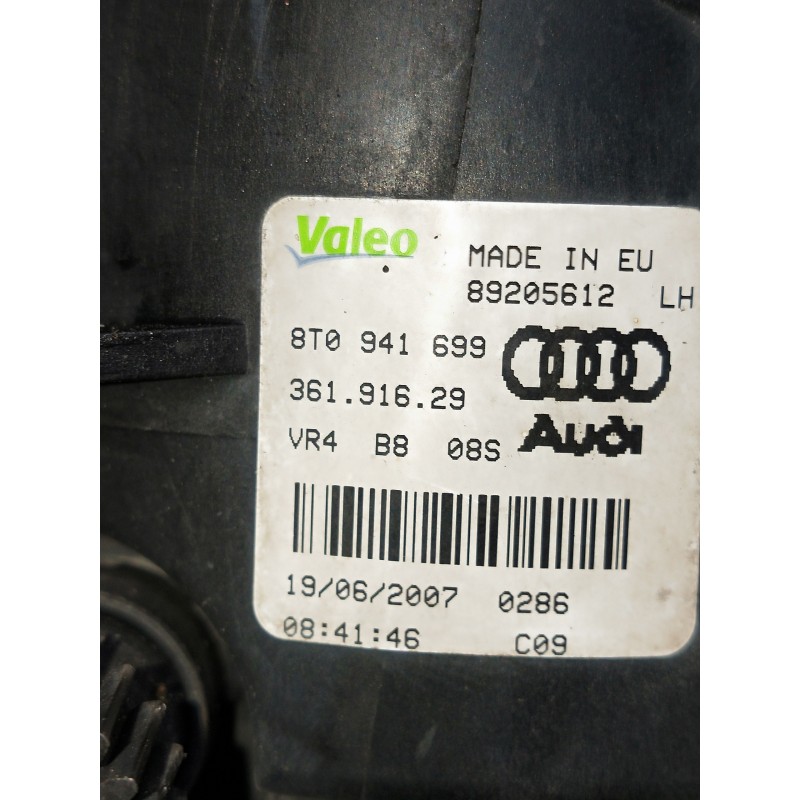 Valeo MADE IN EU
89205612 LH
8T0 941 699
361.916.29
VR4 B8 08S Audi
19/06/2007 0286
08:41:46 C09